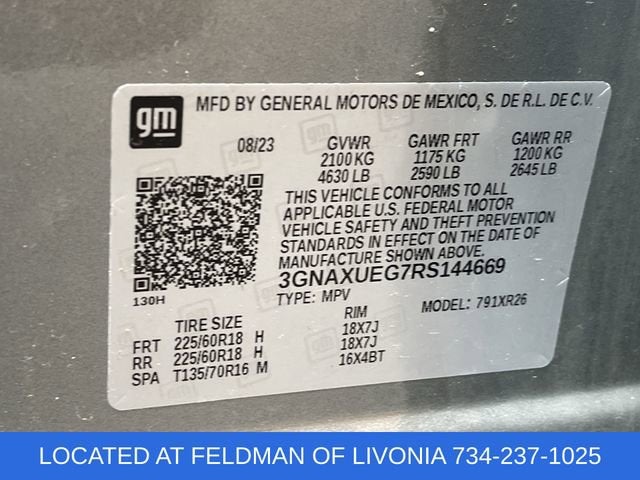 gm MFD BY GENERAL MOTORS DE MEXICO, S. DE R.L. DE C.V.
08/23 GVWR GAWR FRT GAWR RR
2100 KG 1175 KG 1200 KG
4630 LB 2590 LB 2645 LB
THIS VEHICLE CONFORMS TO ALL
APPLICABLE U.S. FEDERAL MOTOR
VEHICLE SAFETY AND THEFT PREVENTION
STANDARDS IN EFFECT ON THE DATE OF
MANUFACTURE SHOWN ABOVE.
3GNAXUEG7RS144669
130H
TYPE: MPV MODEL: 791XR26
TIRE SIZE RIM
FRT 225/60R18 H 18X7J
RR 225/60R18 H 18X7J
SPA T135/70R16 M 16X4BT
LOCATED AT FELDMAN OF LIVONIA 734-237-1025